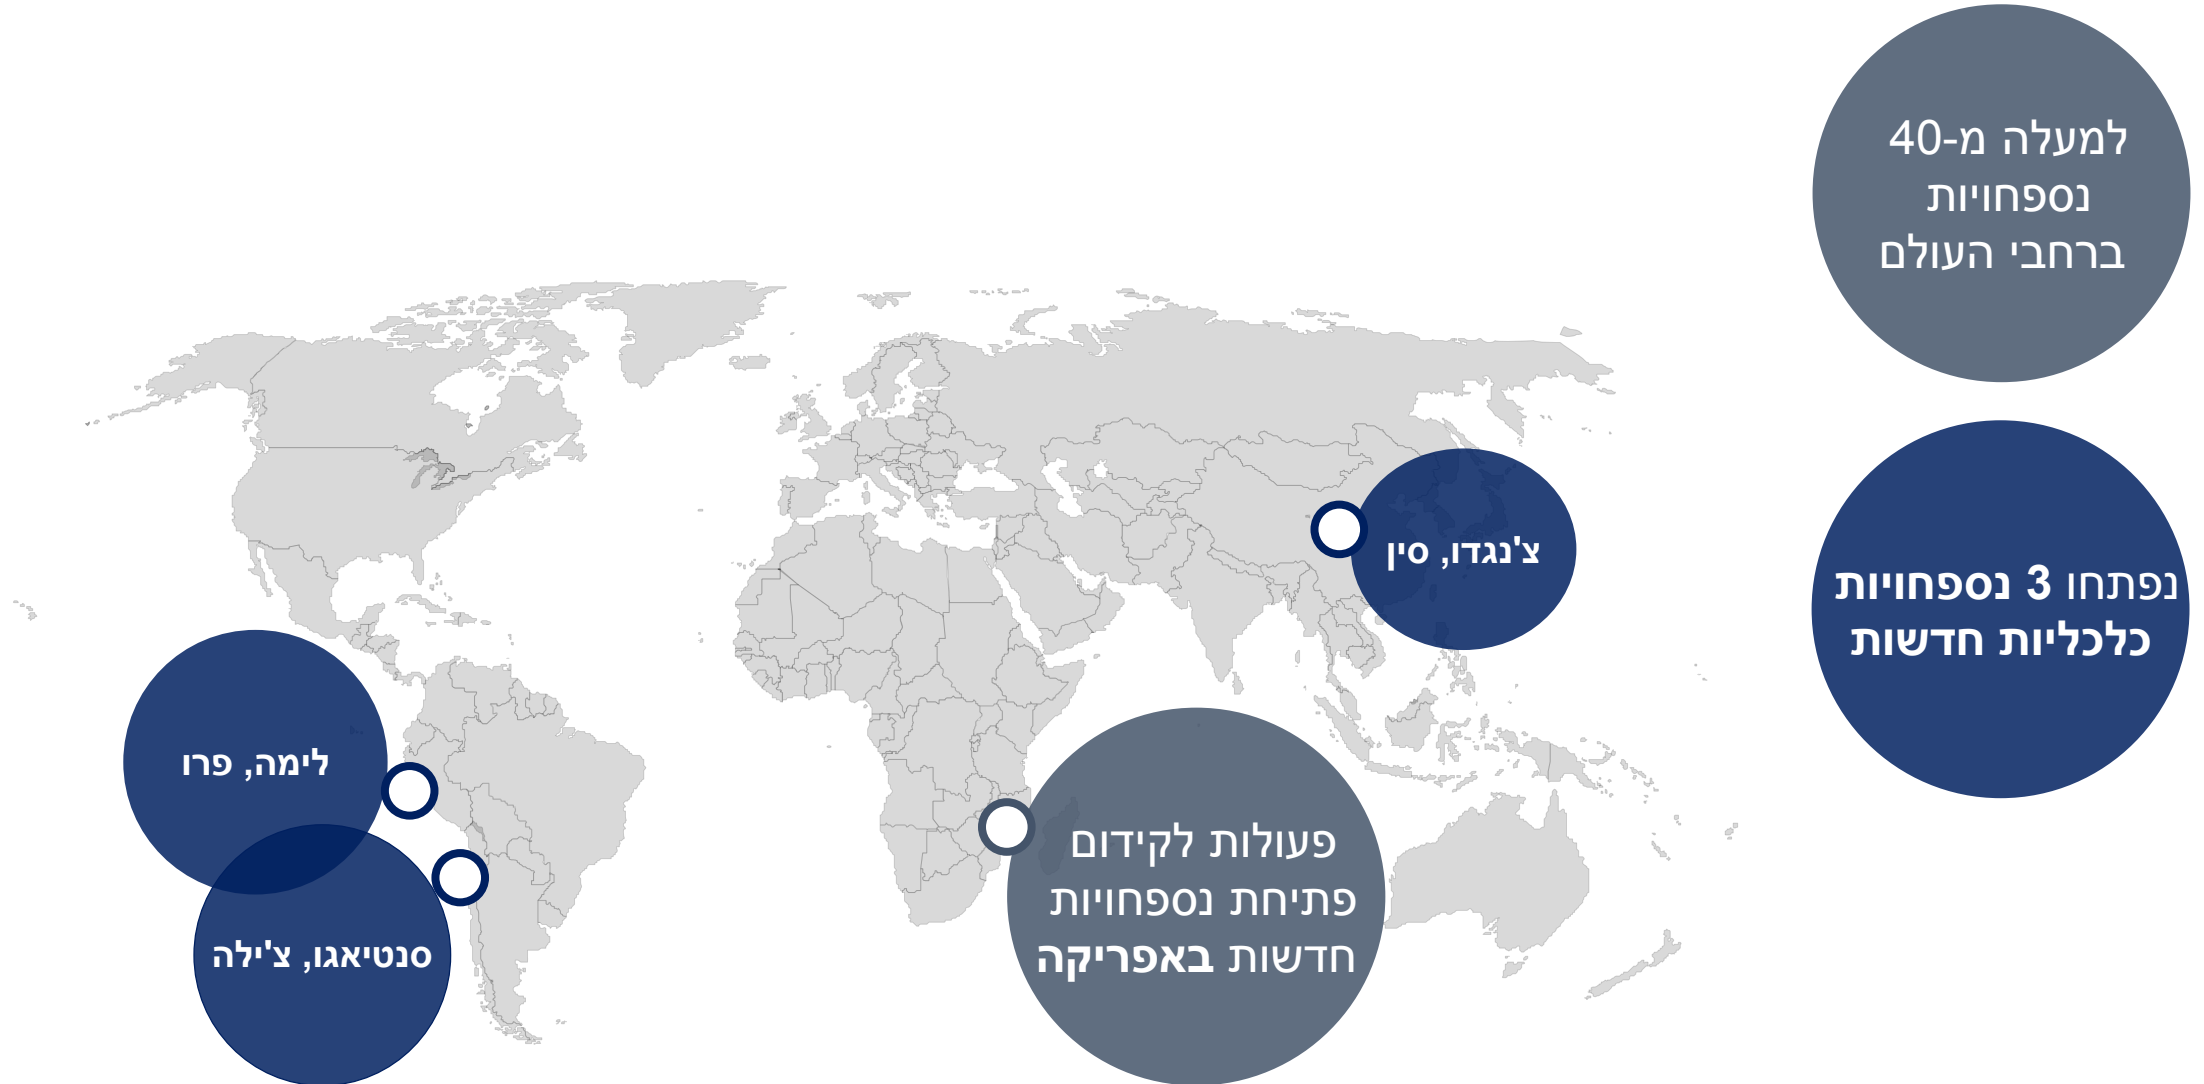 למעלה מ-40
נספחויות
ברחבי העולם
נפתחו 3 נספחויות
כלכליות חדשות
צ'נגדו, סין
לימה, פרו
סנטיאגו, צ'ילה
פעולות לקידום
פתיחת נספחויות
חדשות באפריקה